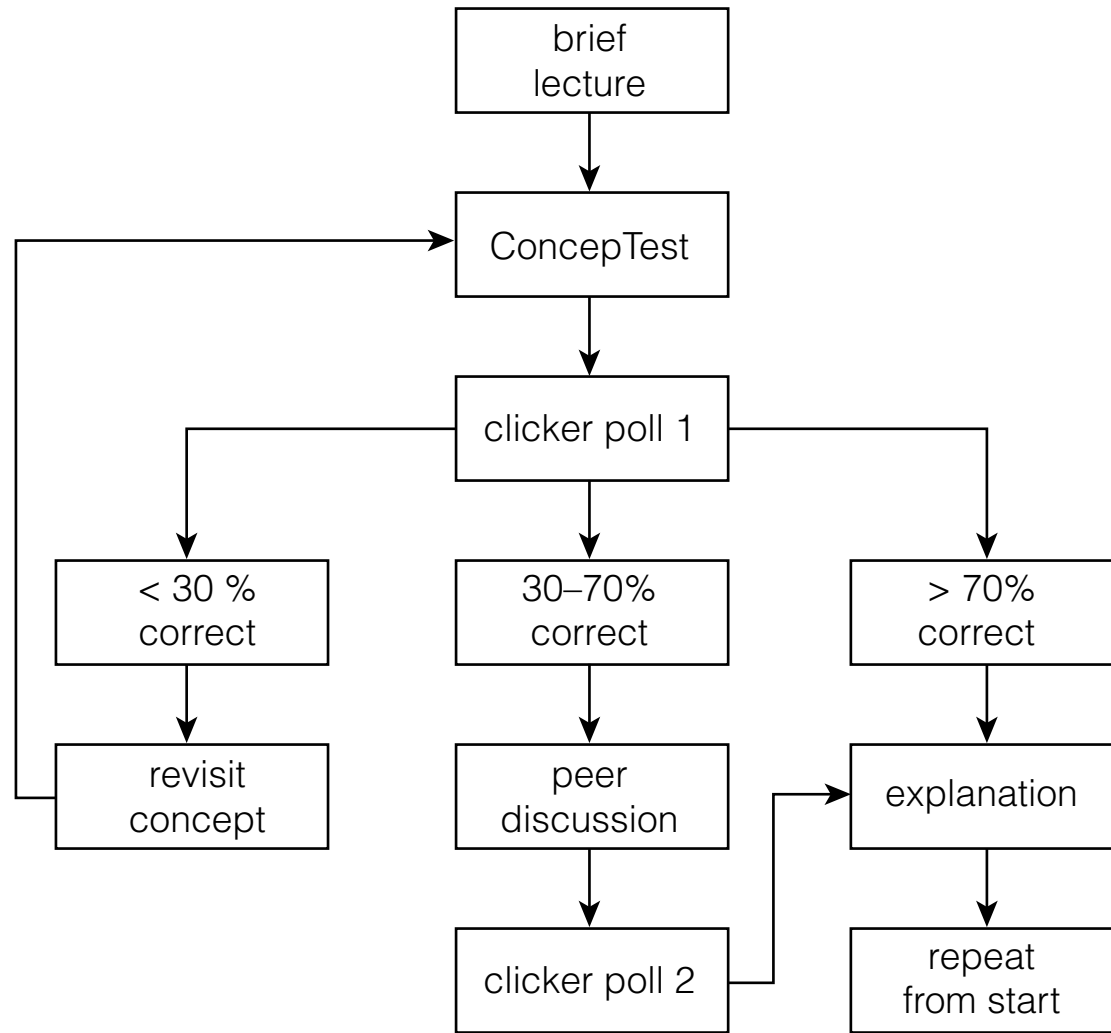 brief
lecture
ConcepTest
clicker poll 1
< 30 %
correct
30–70%
correct
> 70%
correct
revisit
concept
peer
discussion
explanation
clicker poll 2
repeat
from start